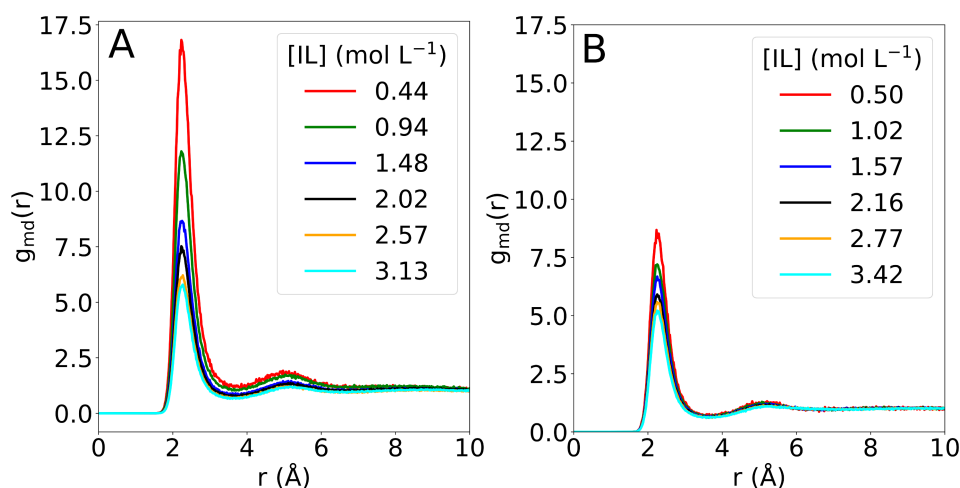 A
[IL] (mol L⁻¹)
0.44
0.94
1.48
2.02
2.57
3.13
17.5
15.0
12.5
10.0
7.5
5.0
2.5
0.0
g_md(r)
0 2 4 6 8 10
r (Å)
B
[IL] (mol L⁻¹)
0.50
1.02
1.57
2.16
2.77
3.42
17.5
15.0
12.5
10.0
7.5
5.0
2.5
0.0
g_md(r)
0 2 4 6 8 10
r (Å)